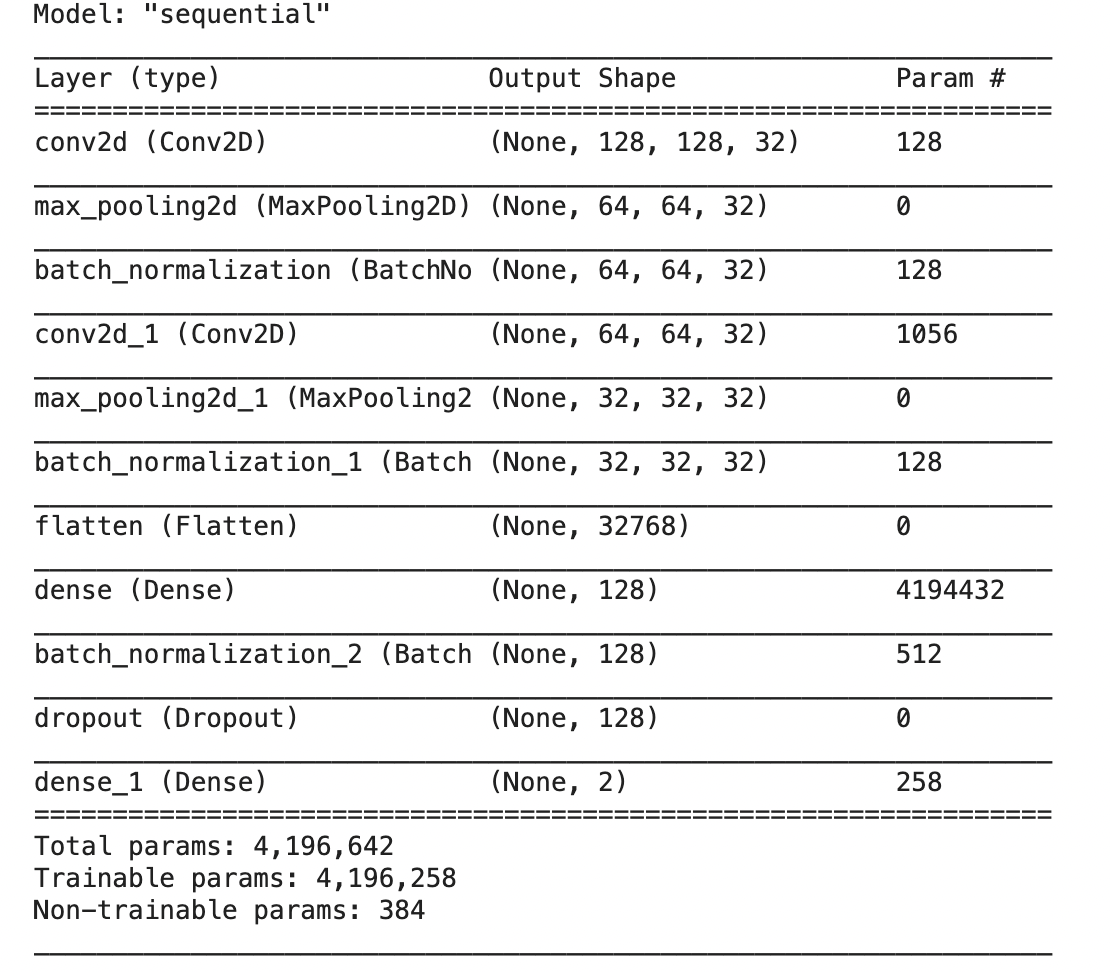 Model: "sequential"
Layer (type) Output Shape Param #
=================================================================
conv2d (Conv2D) (None, 128, 128, 32) 128
max_pooling2d (MaxPooling2D) (None, 64, 64, 32) 0
batch_normalization (BatchNo (None, 64, 64, 32) 128
conv2d_1 (Conv2D) (None, 64, 64, 32) 1056
max_pooling2d_1 (MaxPooling2 (None, 32, 32, 32) 0
batch_normalization_1 (Batch (None, 32, 32, 32) 128
flatten (Flatten) (None, 32768) 0
dense (Dense) (None, 128) 4194432
batch_normalization_2 (Batch (None, 128) 512
dropout (Dropout) (None, 128) 0
dense_1 (Dense) (None, 2) 258
=================================================================
Total params: 4,196,642
Trainable params: 4,196,258
Non-trainable params: 384